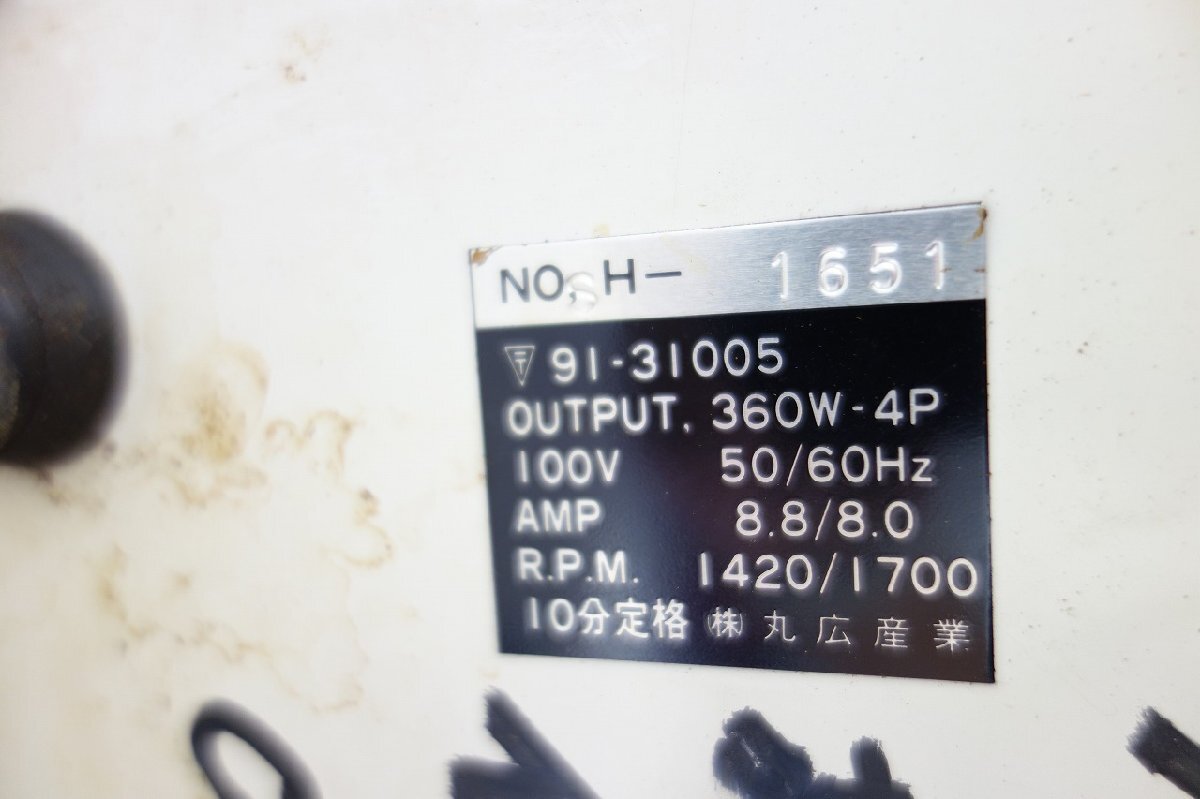 NO,SH- 1651
〒 91-31005
OUTPUT. 360W-4P
100V 50/60Hz
AMP 8.8/8.0
R.P.M. 1420/1700
10分定格 ㈱ 丸広産業